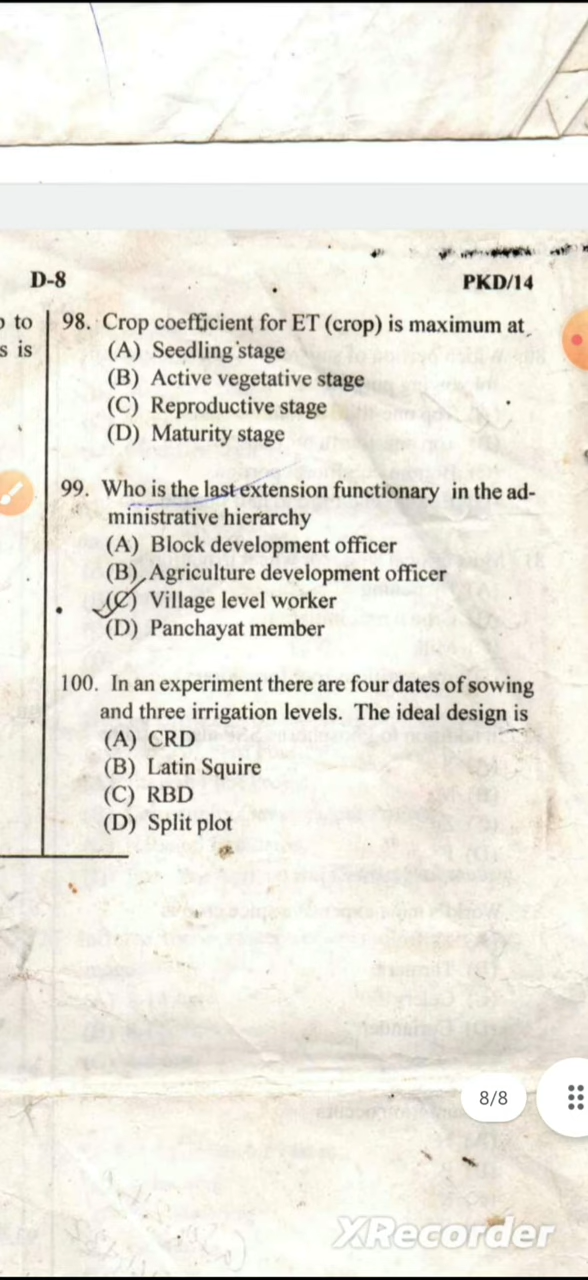 D-8
PKD/14
to
s is
98. Crop coefficient for ET (crop) is maximum at
(A) Seedling stage
(B) Active vegetative stage
(C) Reproductive stage
(D) Maturity stage
99. Who is the last extension functionary in the ad-
ministrative hierarchy
(A) Block development officer
(B) Agriculture development officer
(C) Village level worker
(D) Panchayat member
100. In an experiment there are four dates of sowing
and three irrigation levels. The ideal design is
(A) CRD
(B) Latin Squire
(C) RBD
(D) Split plot
8/8
XRecorder